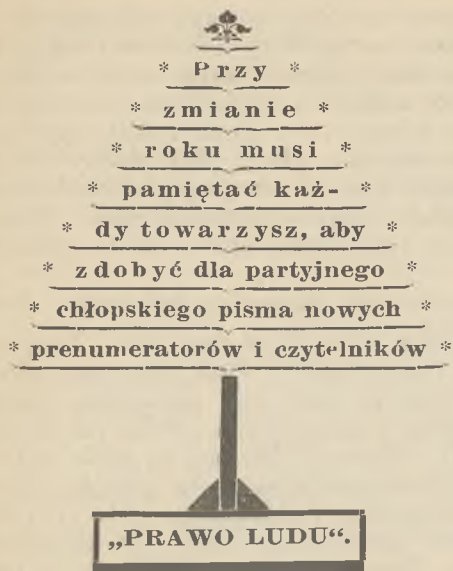 * Przy *
* zmianie *
* roku musi *
* pamiętać każ- *
* dy towarzysz, aby *
* zdobyć dla partyjnego *
* chłopskiego pisma nowych *
* prenumeratorów i czytelników *
„PRAWO LUDU“.